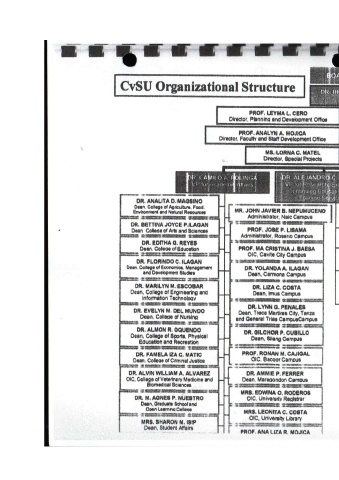 CvSU Organizational Structure
BOA
DR.
PROF. LEYMA L. CERO
Director, Planning and Development Office
PROF. ANALYN A. MOJICA
Director, Faculty and Staff Development Office
MS. LORNA C. MATEL
Director, Special Projects
DR. CAMILO A. POLINGA
DR. ALEJANDRO C
DR. ANALITA D. MAGSINO
Dean, College of Agriculture, Food,
Environment and Natural Resources
DR. BETTINA JOYCE P. ILAGAN
Dean, College of Arts and Sciences
DR. EDITHA G. REYES
Dean, College of Education
DR. FLORINDO C. ILAGAN
Dean, College of Economics, Management
and Development Studies
DR. MARILYN M. ESCOBAR
Dean, College of Engineering and
Information Technology
DR. EVELYN M. DEL MUNDO
Dean, College of Nursing
DR. ALMON R. OQUENDO
Dean, College of Sports, Physical
Education and Recreation
DR. FAMELA IZA C. MATIC
Dean, College of Criminal Justice
DR. ALVIN WILLIAM A. ALVAREZ
OIC, College of Veterinary Medicine and
Biomedical Sciences
DR. M. AGNES P. NUESTRO
Dean, Graduate School and
Open Learning College
MRS. SHARON M. ISIP
Dean, Student Affairs
MR. JOHN JAVIER B. NEPUMUCENO
Administrator, Naic Campus
PROF. JOSE P. LISAMA
Administrator, Rosario Campus
PROF. MA CRISTINA J. BAESA
OIC, Cavite City Campus
DR. YOLANDA A. ILAGAN
Dean, Carmona Campus
DR. LIZA C. COSTA
Dean, Imus Campus
DR. LYNN G. PENALES
Dean, Trece Martires City, Tanza
and General Trias CampusCampus
DR. GILCHOR P. CUBILLO
Dean, Silang Campus
PROF. RONAN M. CAJIGAL
OIC, Bacoor Campus
DR. AMMIE P. FERRER
Dean, Maragondon Campus
MRS. EDWINA O. RODEROS
OIC, University Registrar
MRS. LEONITA C. COSTA
OIC, University Library
PROF. ANA LIZA R. MOJICA